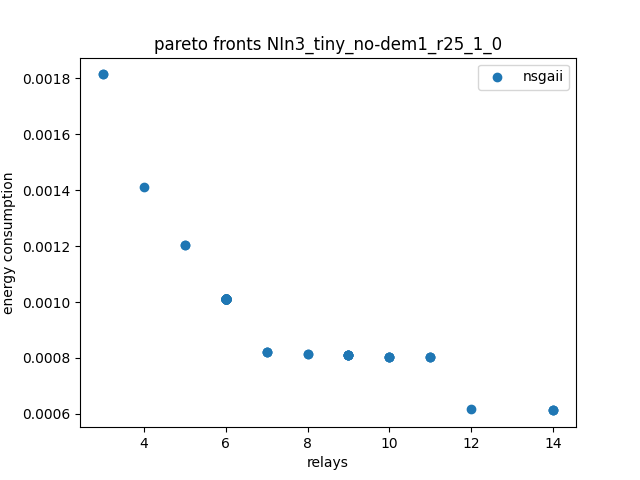 pareto fronts NIn3_tiny_no-dem1_r25_1_0
nsgaii
energy consumption
0.0018
0.0016
0.0014
0.0012
0.0010
0.0008
0.0006
4 6 8 10 12 14
relays